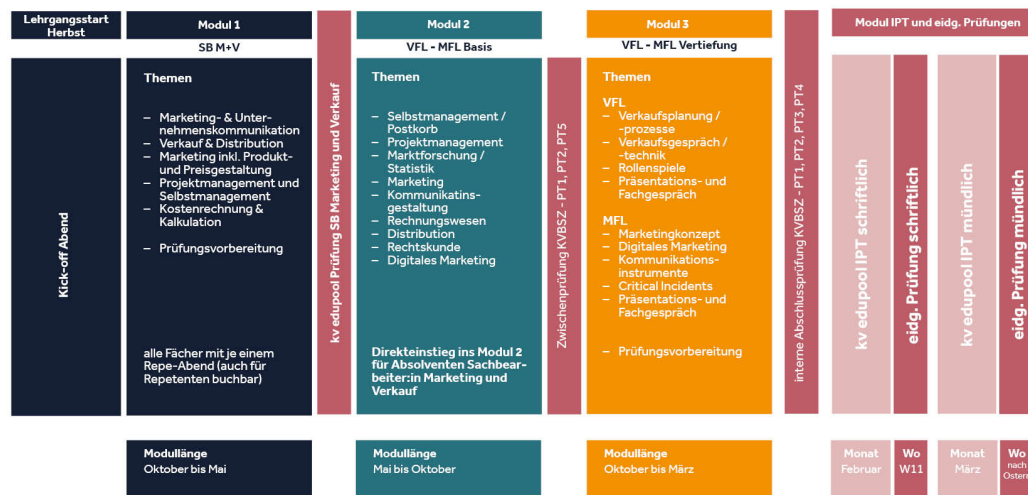 Lehrgangsstart
Herbst
Kick-off Abend
Modul 1
SB M+V
Themen
– Marketing- & Unter-
nehmenskommunikation
– Verkauf & Distribution
– Marketing inkl. Produkt-
und Preisgestaltung
– Projektmanagement und
Selbstmanagement
– Kostenrechnung &
Kalkulation
– Prüfungsvorbereitung
alle Fächer mit je einem
Repe-Abend (auch für
Repetenten buchbar)
Modullänge
Oktober bis Mai
kv edupool Prüfung SB Marketing und Verkauf
Modul 2
VFL - MFL Basis
Themen
– Selbstmanagement /
Postkorb
– Projektmanagement
– Marktforschung /
Statistik
– Marketing
– Kommunikatins-
gestaltung
– Rechnungswesen
– Distribution
– Rechtskunde
– Digitales Marketing
Direkteinstieg ins Modul 2
für Absolventen Sachbear-
beiter:in Marketing und
Verkauf
Modullänge
Mai bis Oktober
Zwischenprüfung KVBSZ - PT1, PT2, PT5
Modul 3
VFL - MFL Vertiefung
Themen
VFL
– Verkaufsplanung /
-prozesse
– Verkaufsgespräch /
-technik
– Rollenspiele
– Präsentations- und
Fachgespräch
MFL
– Marketingkonzept
– Digitales Marketing
– Kommunikations-
instrumente
– Critical Incidents
– Präsentations- und
Fachgespräch
– Prüfungsvorbereitung
Modullänge
Oktober bis März
interne Abschlussprüfung KVBSZ - PT1, PT2, PT3, PT4
Modul IPT und eidg. Prüfungen
kv edupool IPT schriftlich
eidg. Prüfung schriftlich
kv edupool IPT mündlich
eidg. Prüfung mündlich
Monat
Februar
Wo
W11
Monat
März
Wo
nach
Ostern